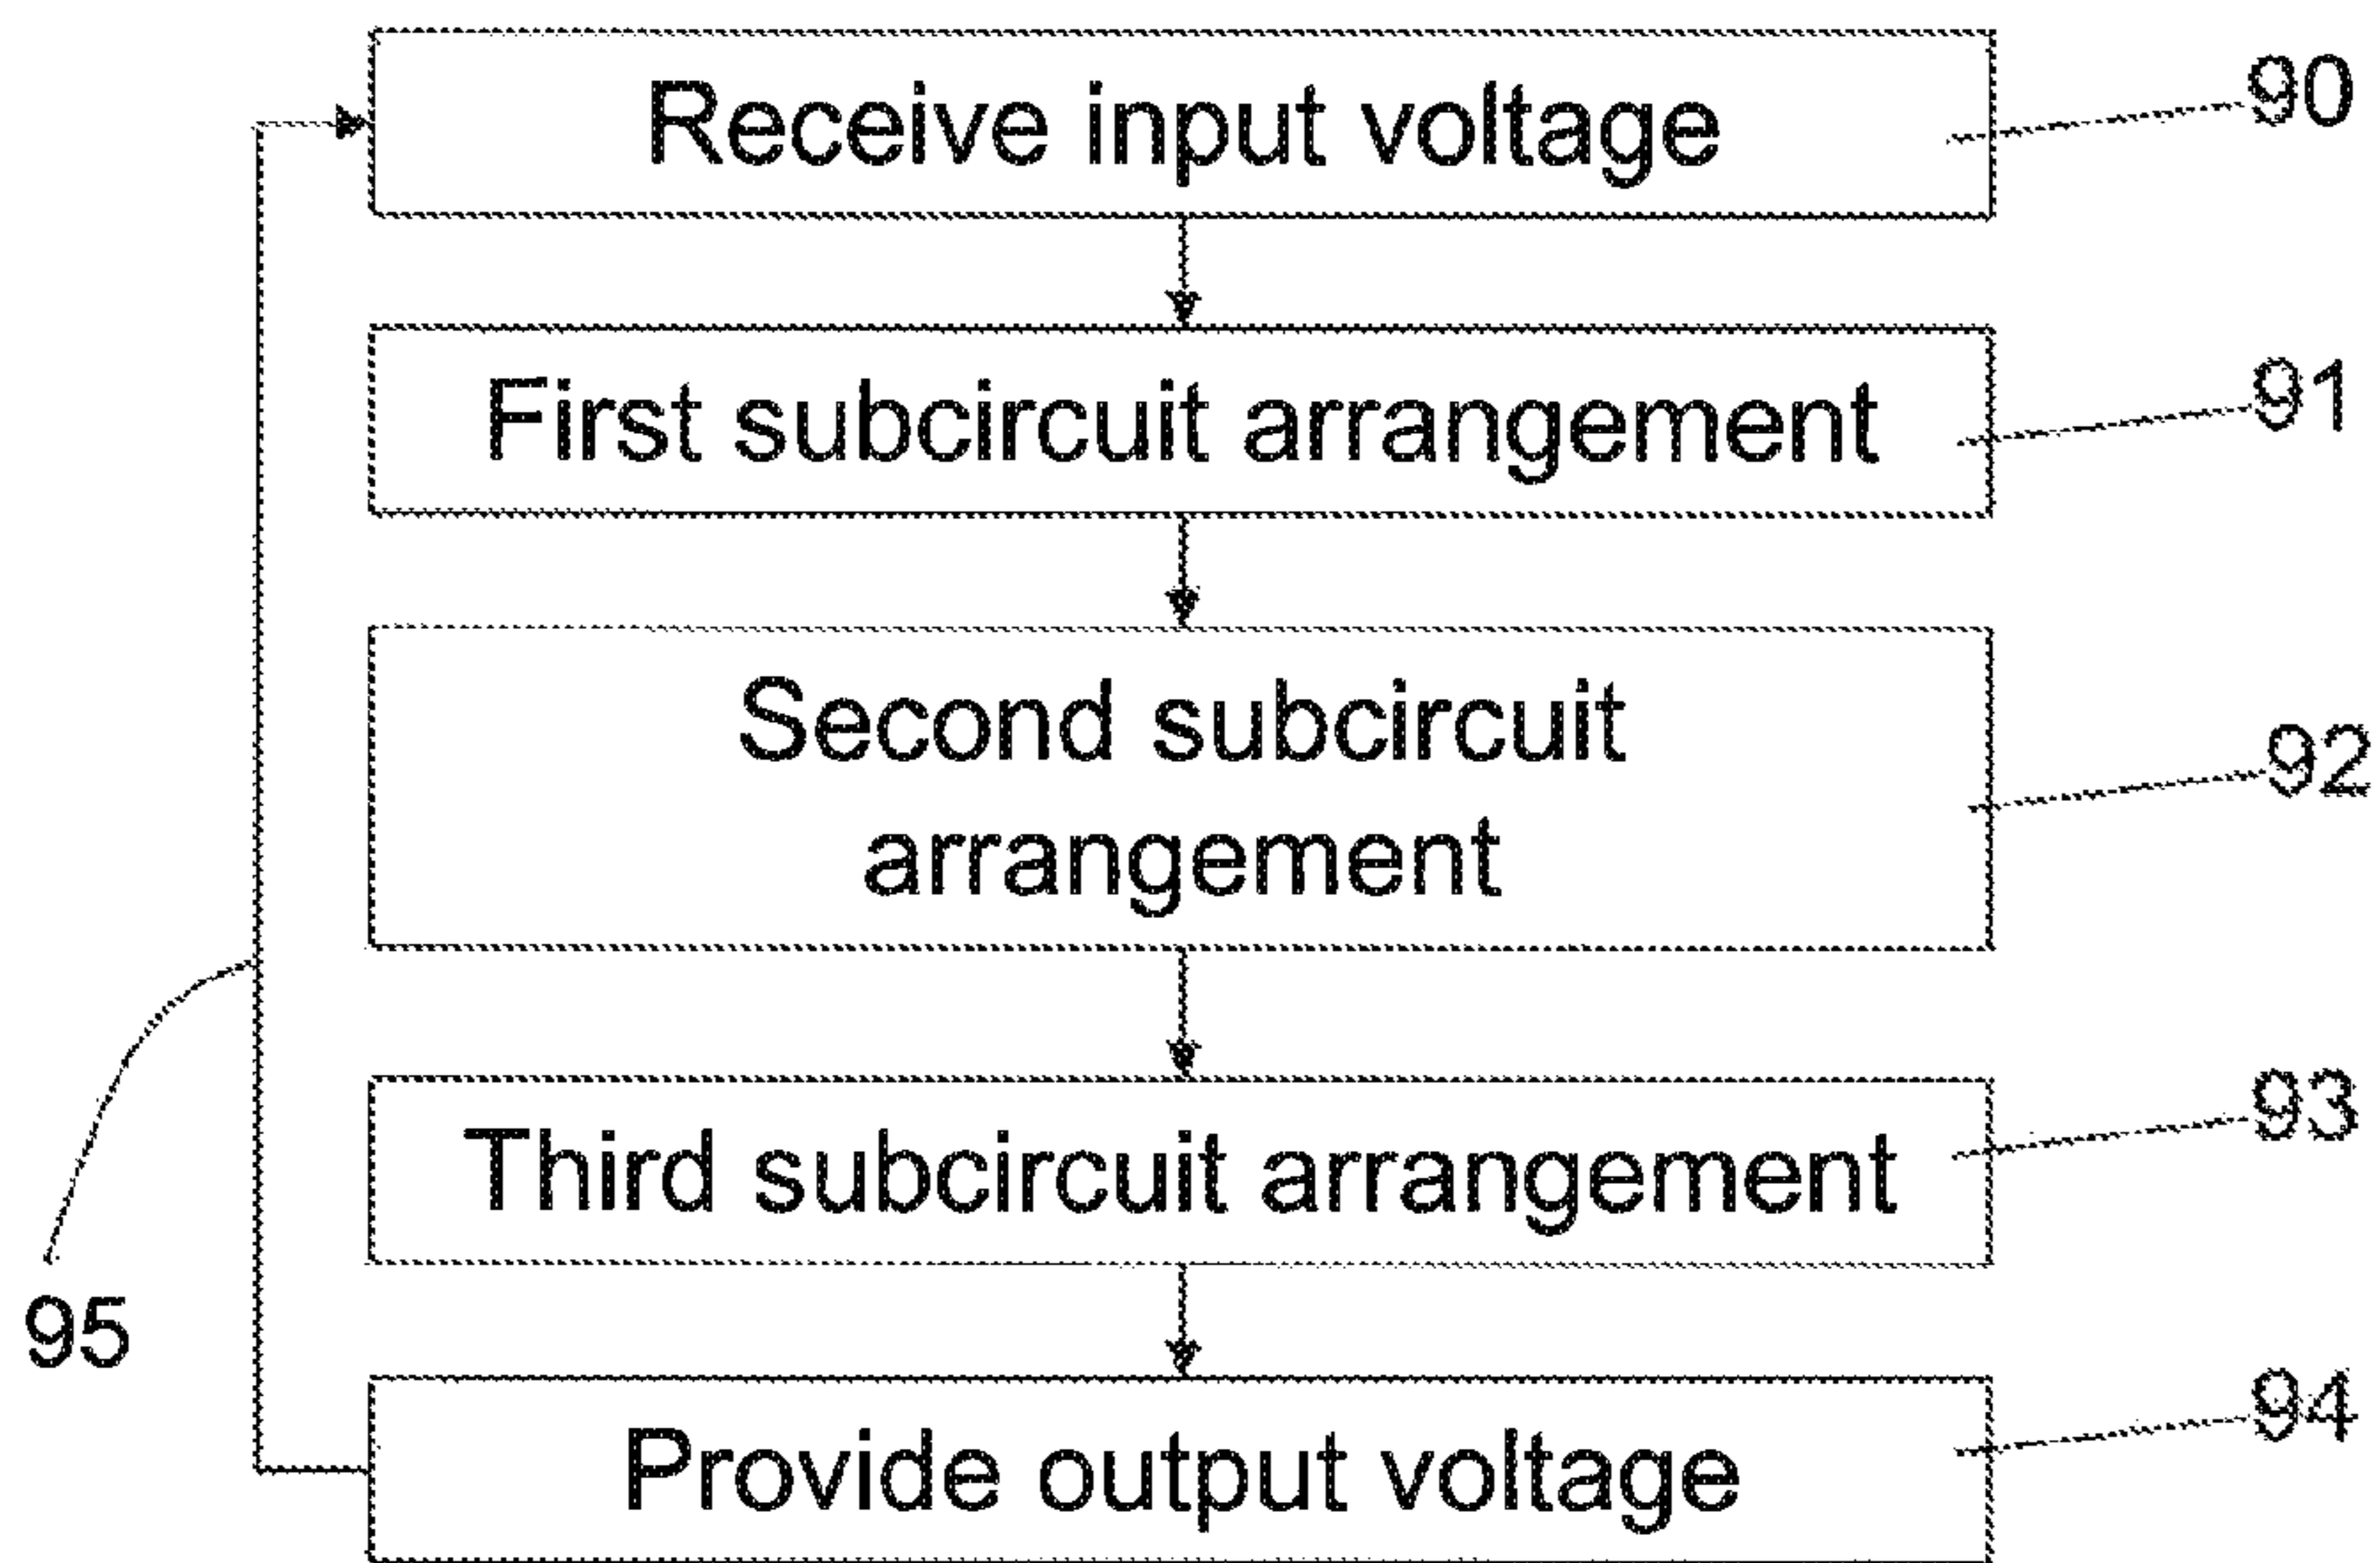 Receive input voltage
90
First subcircuit arrangement
91
Second subcircuit
arrangement
92
Third subcircuit arrangement
93
95
Provide output voltage
94